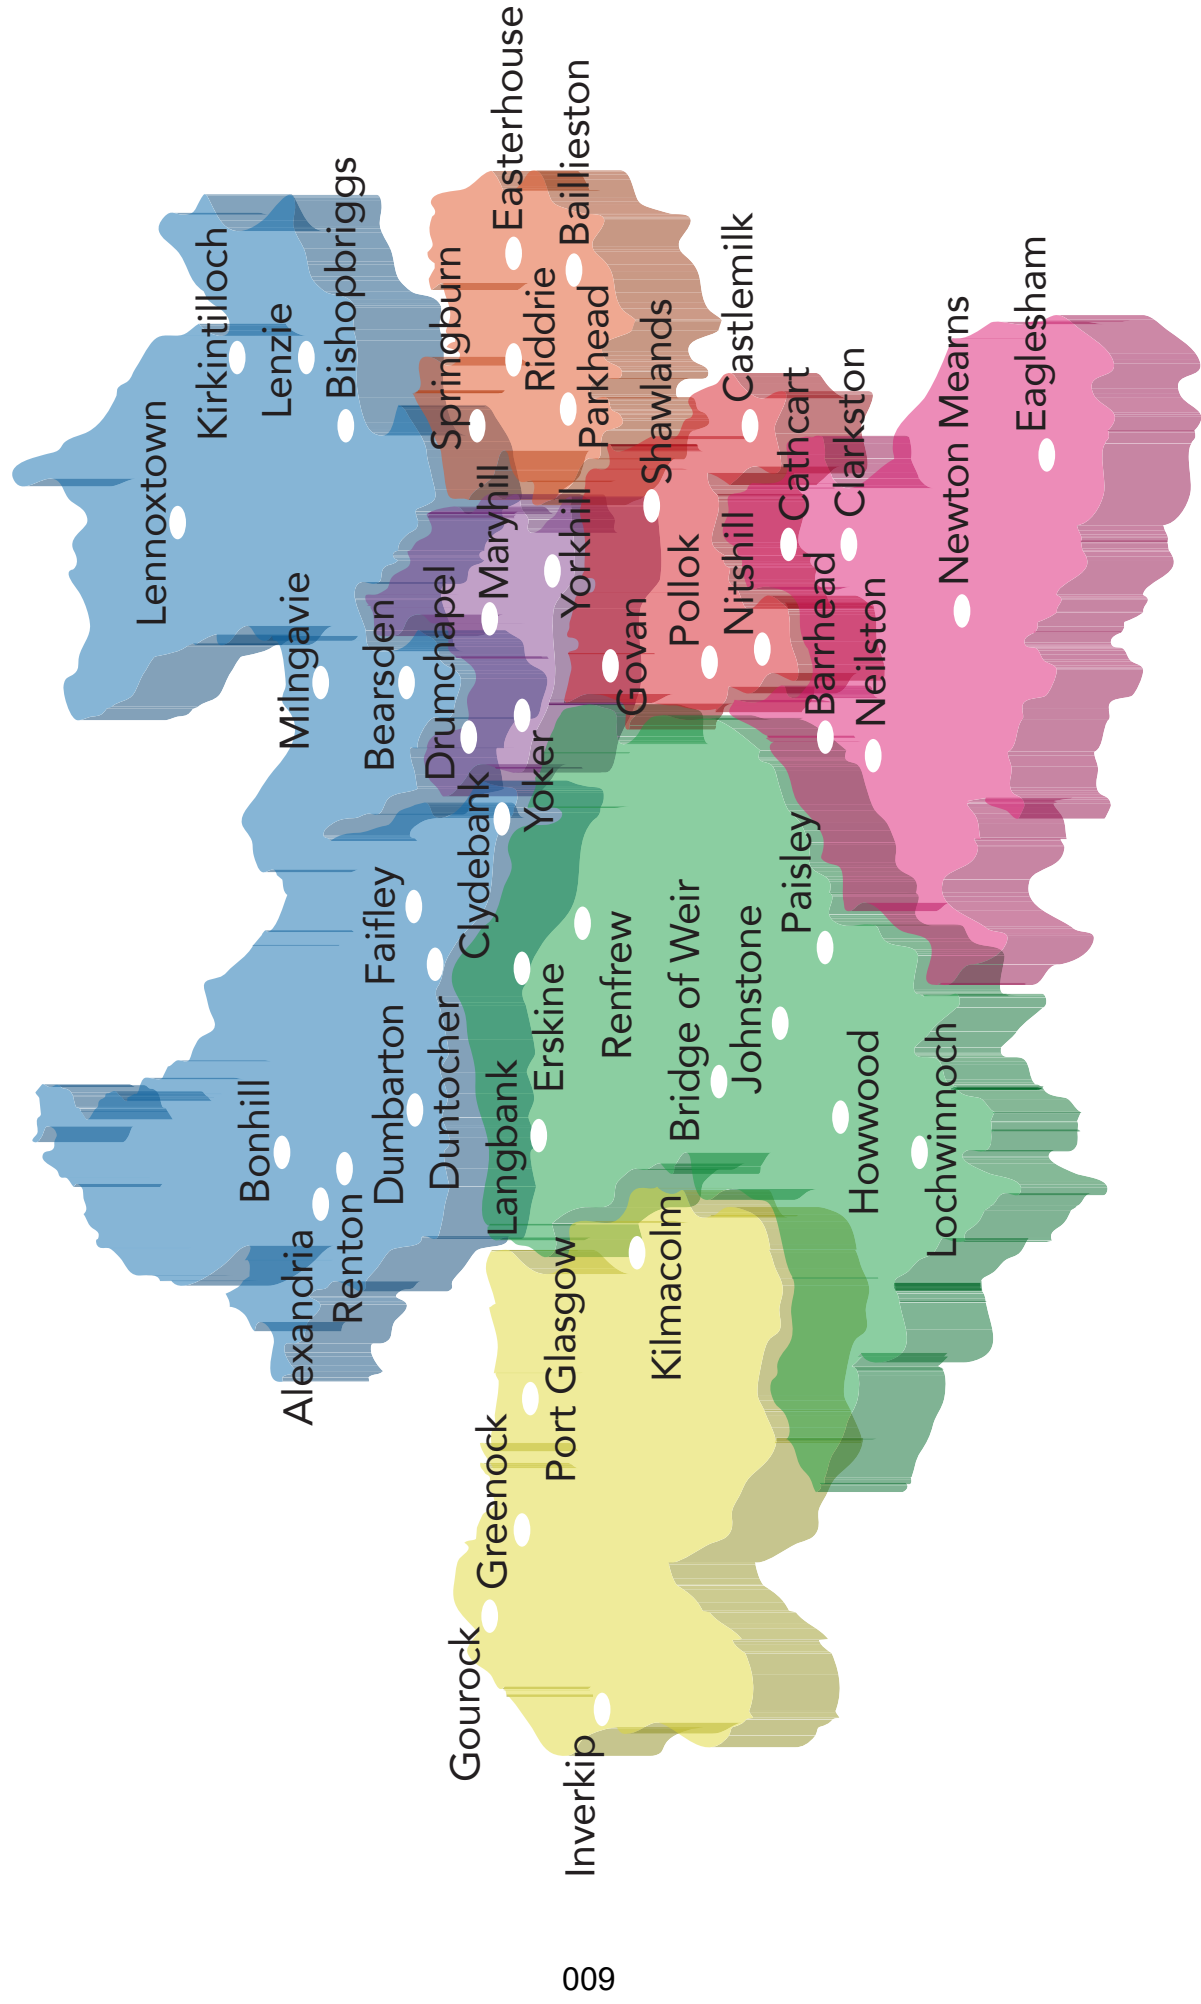 Lennoxtown
Kirkintilloch
Lenzie
Bishopbriggs
Milngavie
Bearsden
Drumchapel
Springburn
Easterhouse
Riddrie
Baillieston
Parkhead
Maryhill
Yorkhill
Yoker
Clydebank
Faifley
Duntocher
Dumbarton
Bonhill
Renton
Alexandria
Shawlands
Castlemilk
Govan
Pollok
Nitshill
Cathcart
Clarkston
Barrhead
Neilston
Newton Mearns
Eaglesham
Langbank
Erskine
Renfrew
Bridge of Weir
Johnstone
Paisley
Howwood
Lochwinnoch
Kilmacolm
Port Glasgow
Greenock
Gourock
Inverkip
009